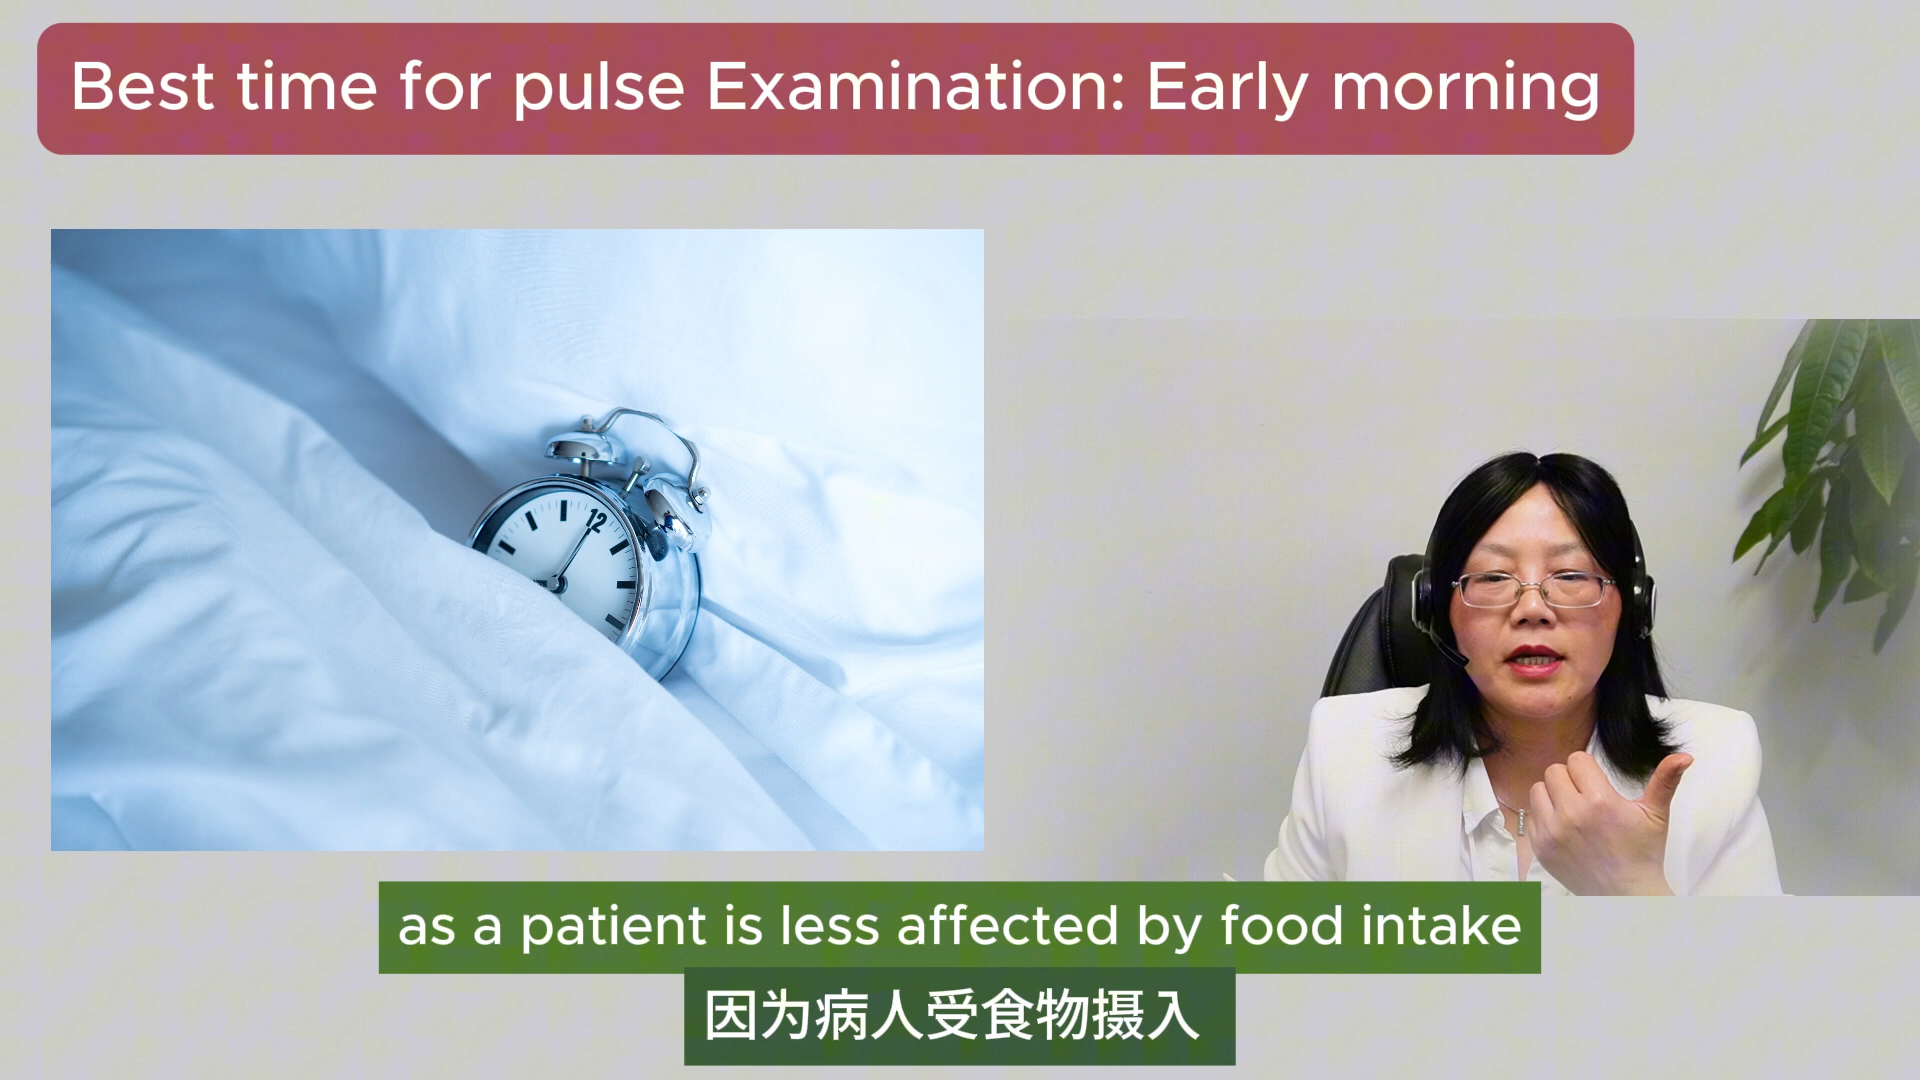 Best time for pulse Examination: Early morning
12
as a patient is less affected by food intake
因为病人受食物摄入